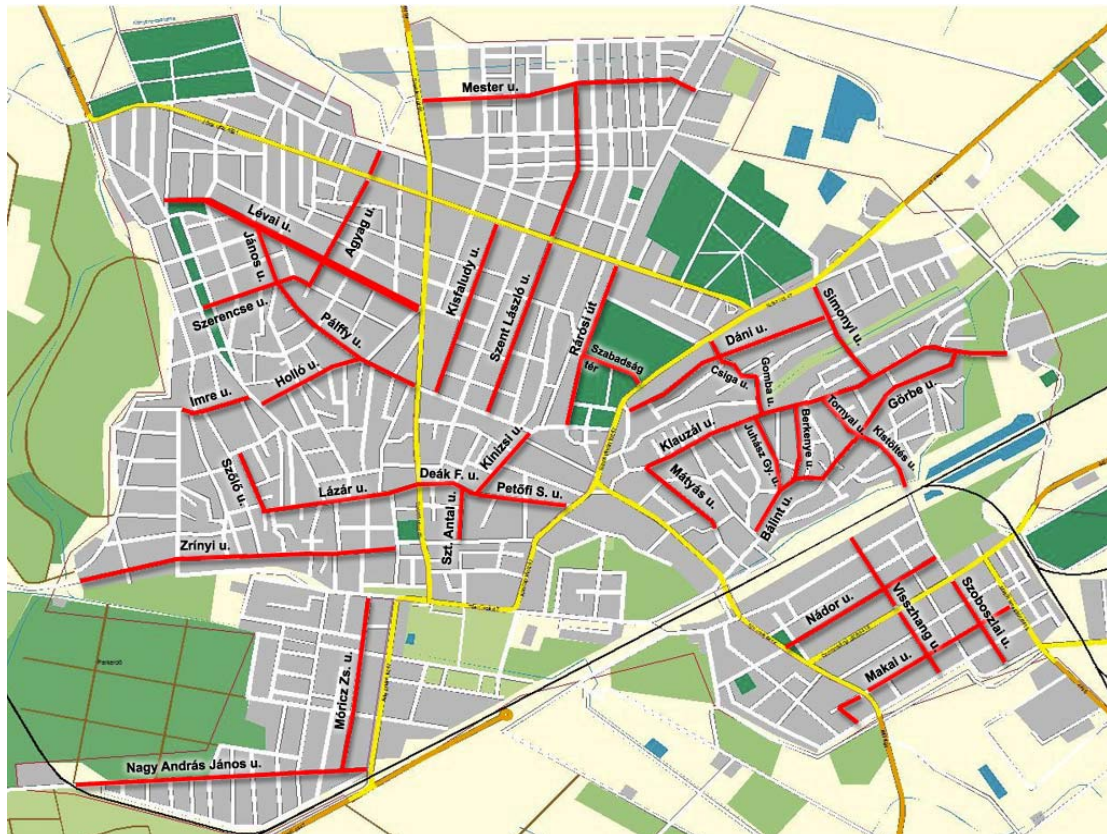 Mester u.
Lévai u.
Agyag u.
János u.
Kisfaludy u.
Szent László u.
Rárósi út
Simonyi u.
Szerencse u.
Pálffy u.
Dáni u.
Szabadság
tér
Csiga u.
Gomba u.
Holló u.
Imre u.
Görbe u.
Tornyai u.
Berkenye u.
Klauzál u.
Juhász Gy. u.
Kistöltés u.
Kinizsi u.
Szőlő u.
Lázár u.
Deák F. u.
Petőfi S. u.
Mátyás u.
Bálint u.
Szt. Antal u.
Zrínyi u.
Nádor u.
Visszhang u.
Szoboszlai u.
Makai u.
Móricz Zs. u.
Nagy András János u.